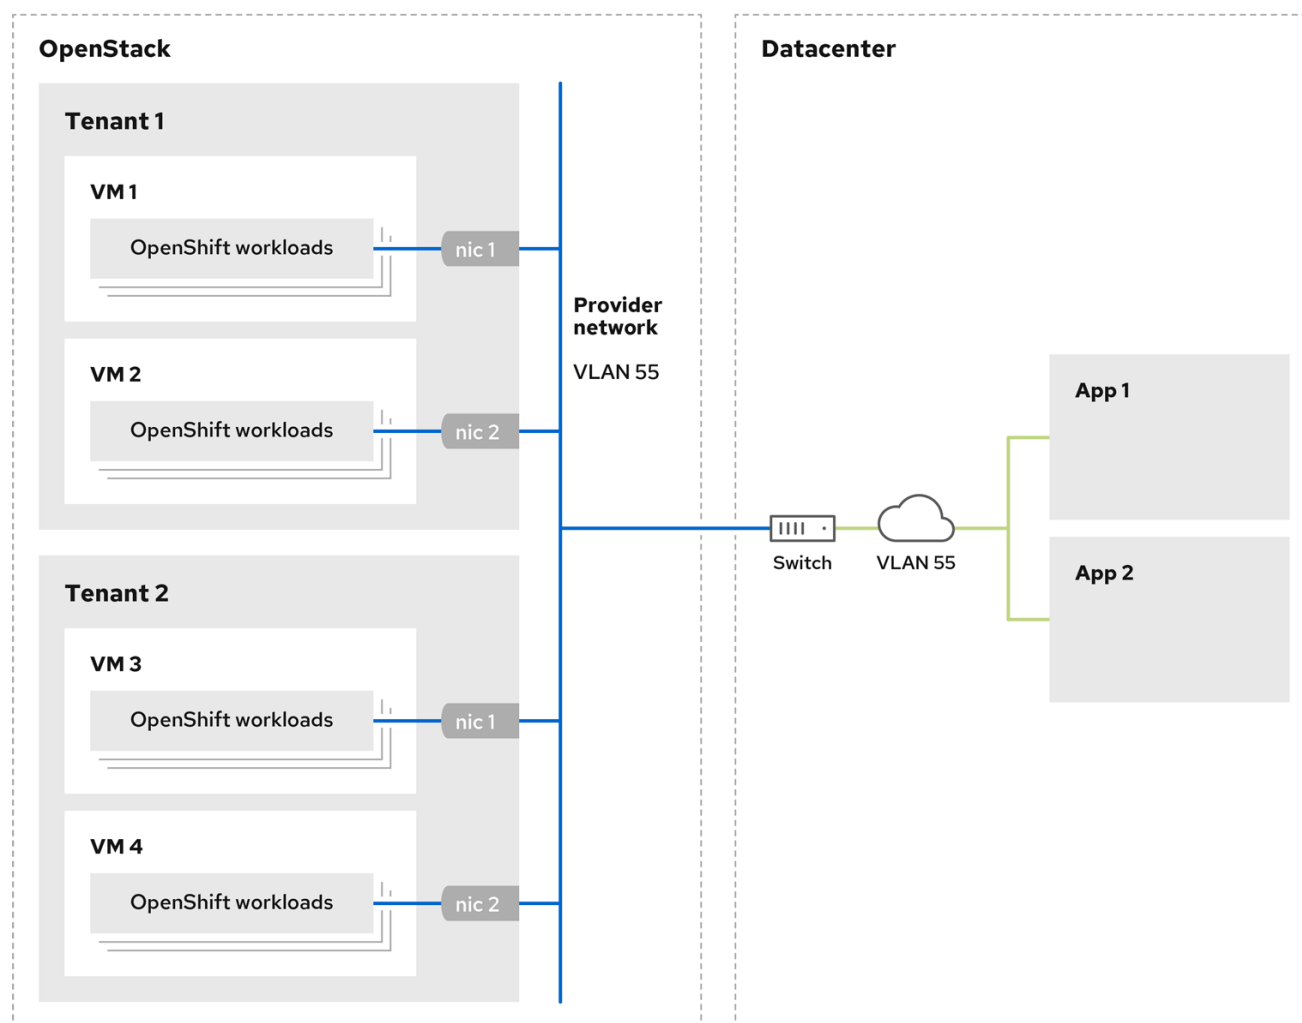 OpenStack
Tenant 1
VM 1
OpenShift workloads
nic 1
VM 2
OpenShift workloads
nic 2
Tenant 2
VM 3
OpenShift workloads
nic 1
VM 4
OpenShift workloads
nic 2
Provider
network
VLAN 55
Datacenter
Switch
VLAN 55
App 1
App 2